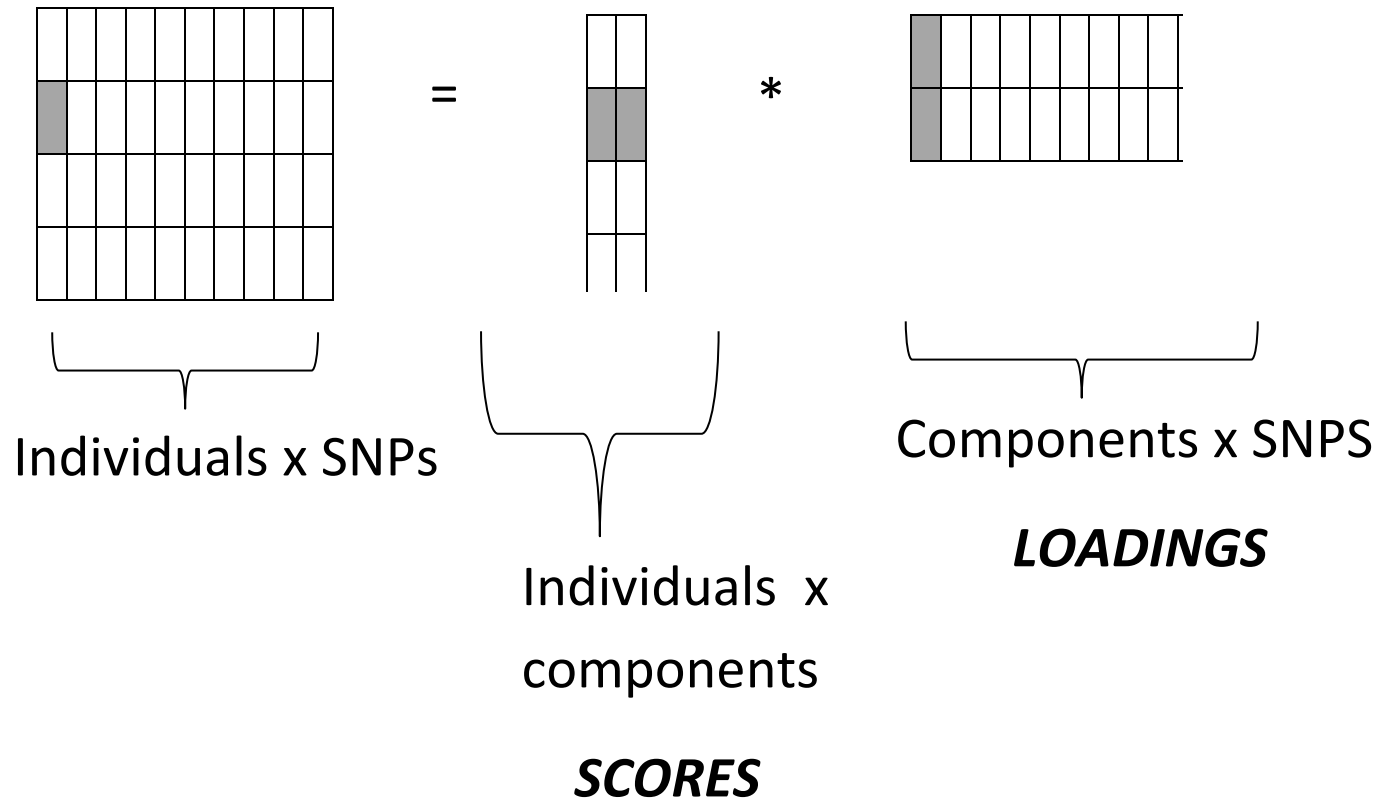 = *
Individuals x SNPs
Individuals x
components
SCORES
Components x SNPS
LOADINGS